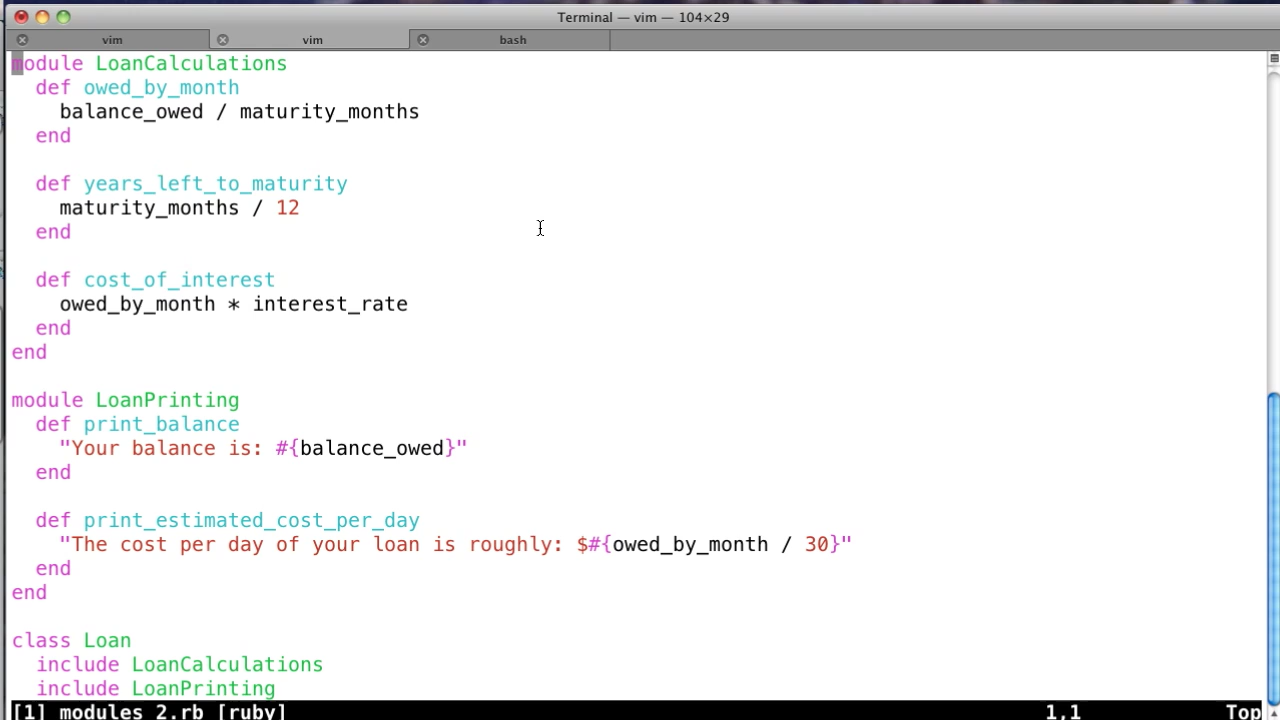 Terminal — vim — 104×29
vim vim bash
module LoanCalculations
  def owed_by_month
    balance_owed / maturity_months
  end

  def years_left_to_maturity
    maturity_months / 12
  end

  def cost_of_interest
    owed_by_month * interest_rate
  end
end

module LoanPrinting
  def print_balance
    "Your balance is: #{balance_owed}"
  end

  def print_estimated_cost_per_day
    "The cost per day of your loan is roughly: $#{owed_by_month / 30}"
  end
end

class Loan
  include LoanCalculations
  include LoanPrinting
[1] modules_2.rb [ruby] 1,1 Top